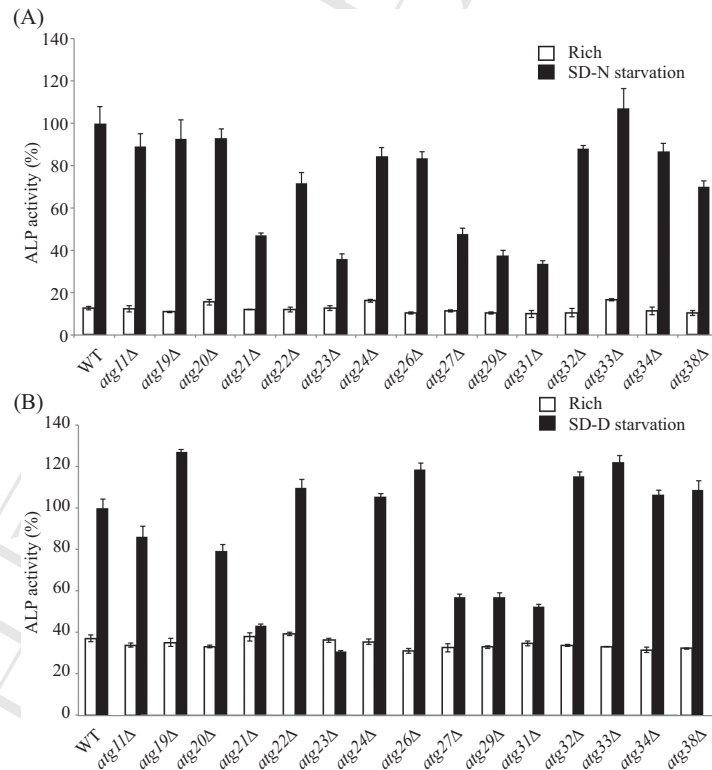 (A)
140
120
100
80
60
40
20
0
ALP activity (%)
Rich
SD-N starvation
WT
atg11Δ
atg19Δ
atg20Δ
atg21Δ
atg22Δ
atg23Δ
atg24Δ
atg26Δ
atg27Δ
atg29Δ
atg31Δ
atg32Δ
atg33Δ
atg34Δ
atg38Δ
(B)
140
120
100
80
60
40
20
0
ALP activity (%)
Rich
SD-D starvation
WT
atg11Δ
atg19Δ
atg20Δ
atg21Δ
atg22Δ
atg23Δ
atg24Δ
atg26Δ
atg27Δ
atg29Δ
atg31Δ
atg32Δ
atg33Δ
atg34Δ
atg38Δ